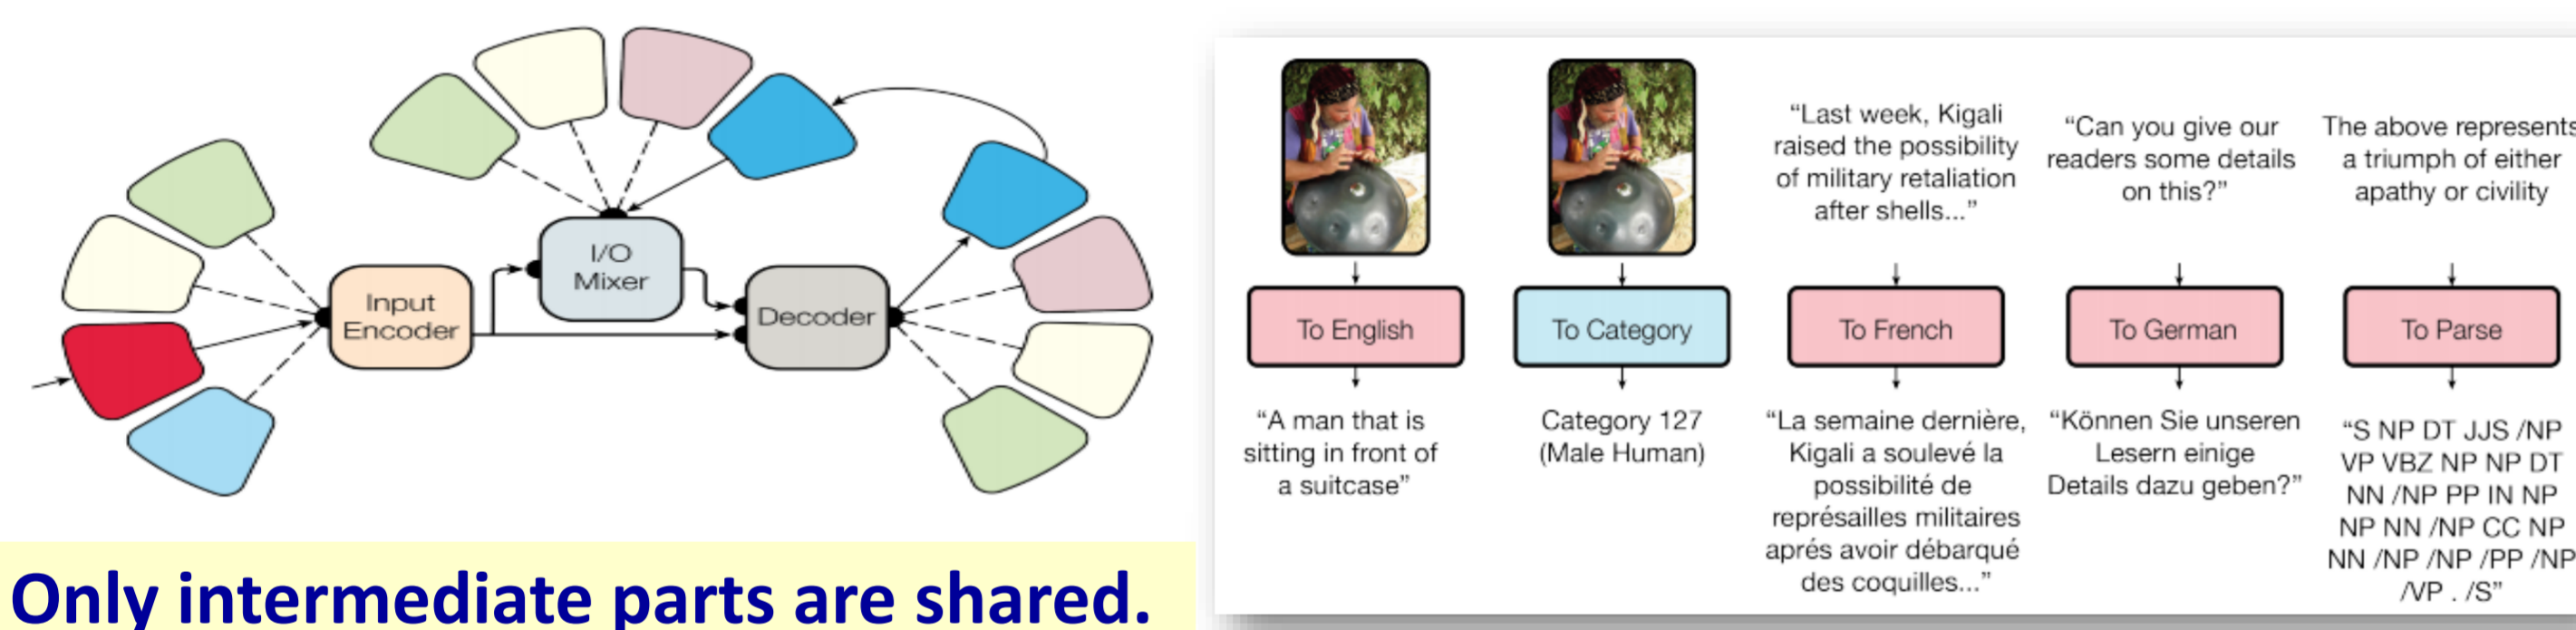 Input
Encoder
I/O
Mixer
Decoder
Only intermediate parts are shared.
To English
“A man that is
sitting in front of
a suitcase”
To Category
Category 127
(Male Human)
“Last week, Kigali
raised the possibility
of military retaliation
after shells...”
To French
“La semaine dernière,
Kigali a soulevé la
possibilité de
représailles militaires
aprés avoir débarqué
des coquilles...”
“Can you give our
readers some details
on this?”
To German
“Können Sie unseren
Lesern einige
Details dazu geben?”
The above represents
a triumph of either
apathy or civility
To Parse
“S NP DT JJS /NP
VP VBZ NP NP DT
NN /NP PP IN NP
NP NN /NP CC NP
NN /NP /NP /PP /NP
/VP . /S”